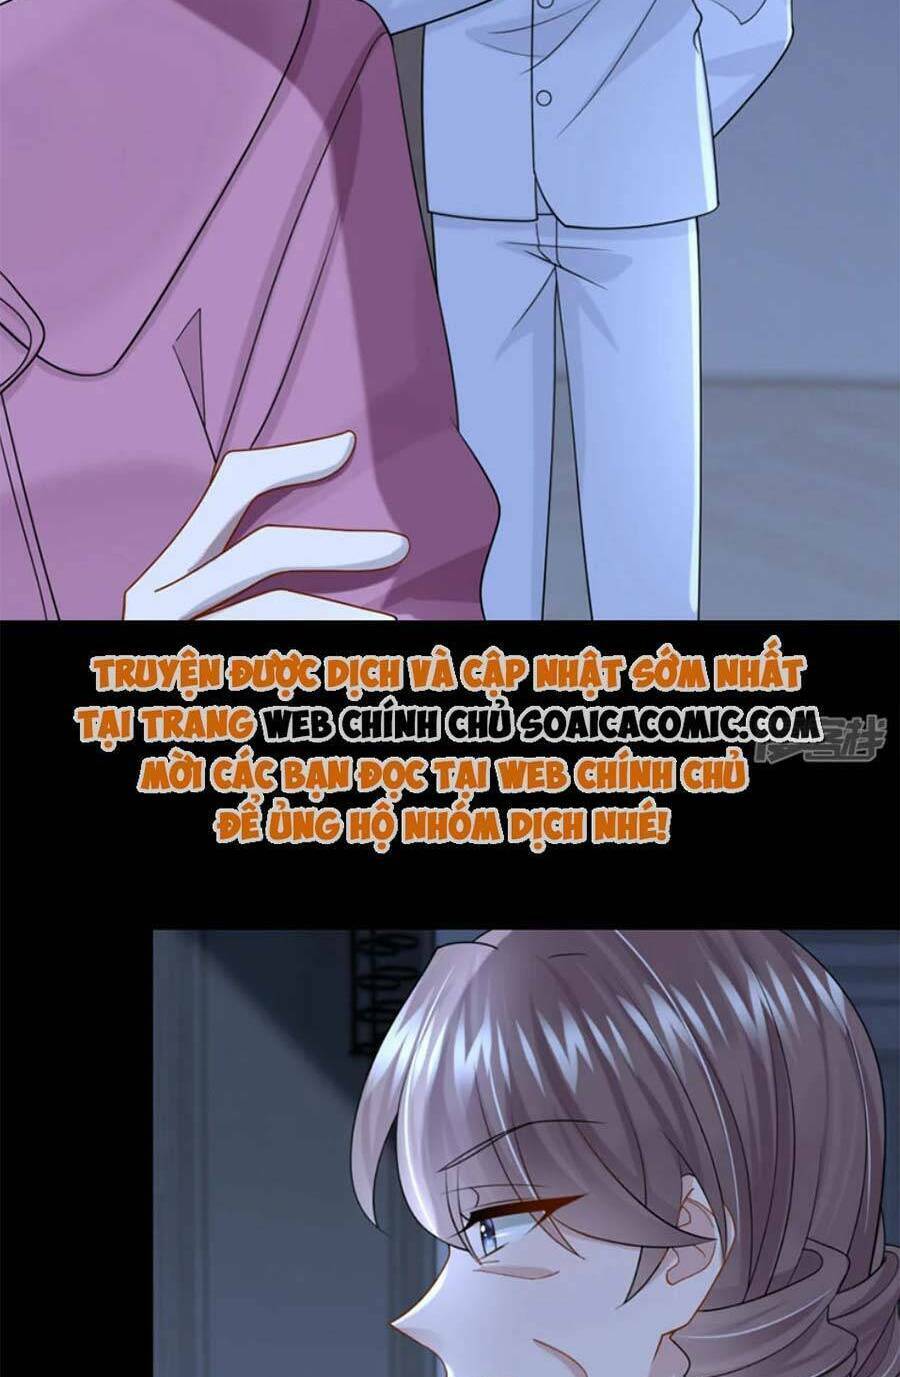 TRUYỆN ĐƯỢC DỊCH VÀ CẬP NHẬT SỚM NHẤT
TẠI TRANG WEB CHÍNH CHỦ SOAICACOMIC.COM
MỜI CÁC BẠN ĐỌC TẠI WEB CHÍNH CHỦ
ĐỂ ỦNG HỘ NHÓM DỊCH NHÉ!